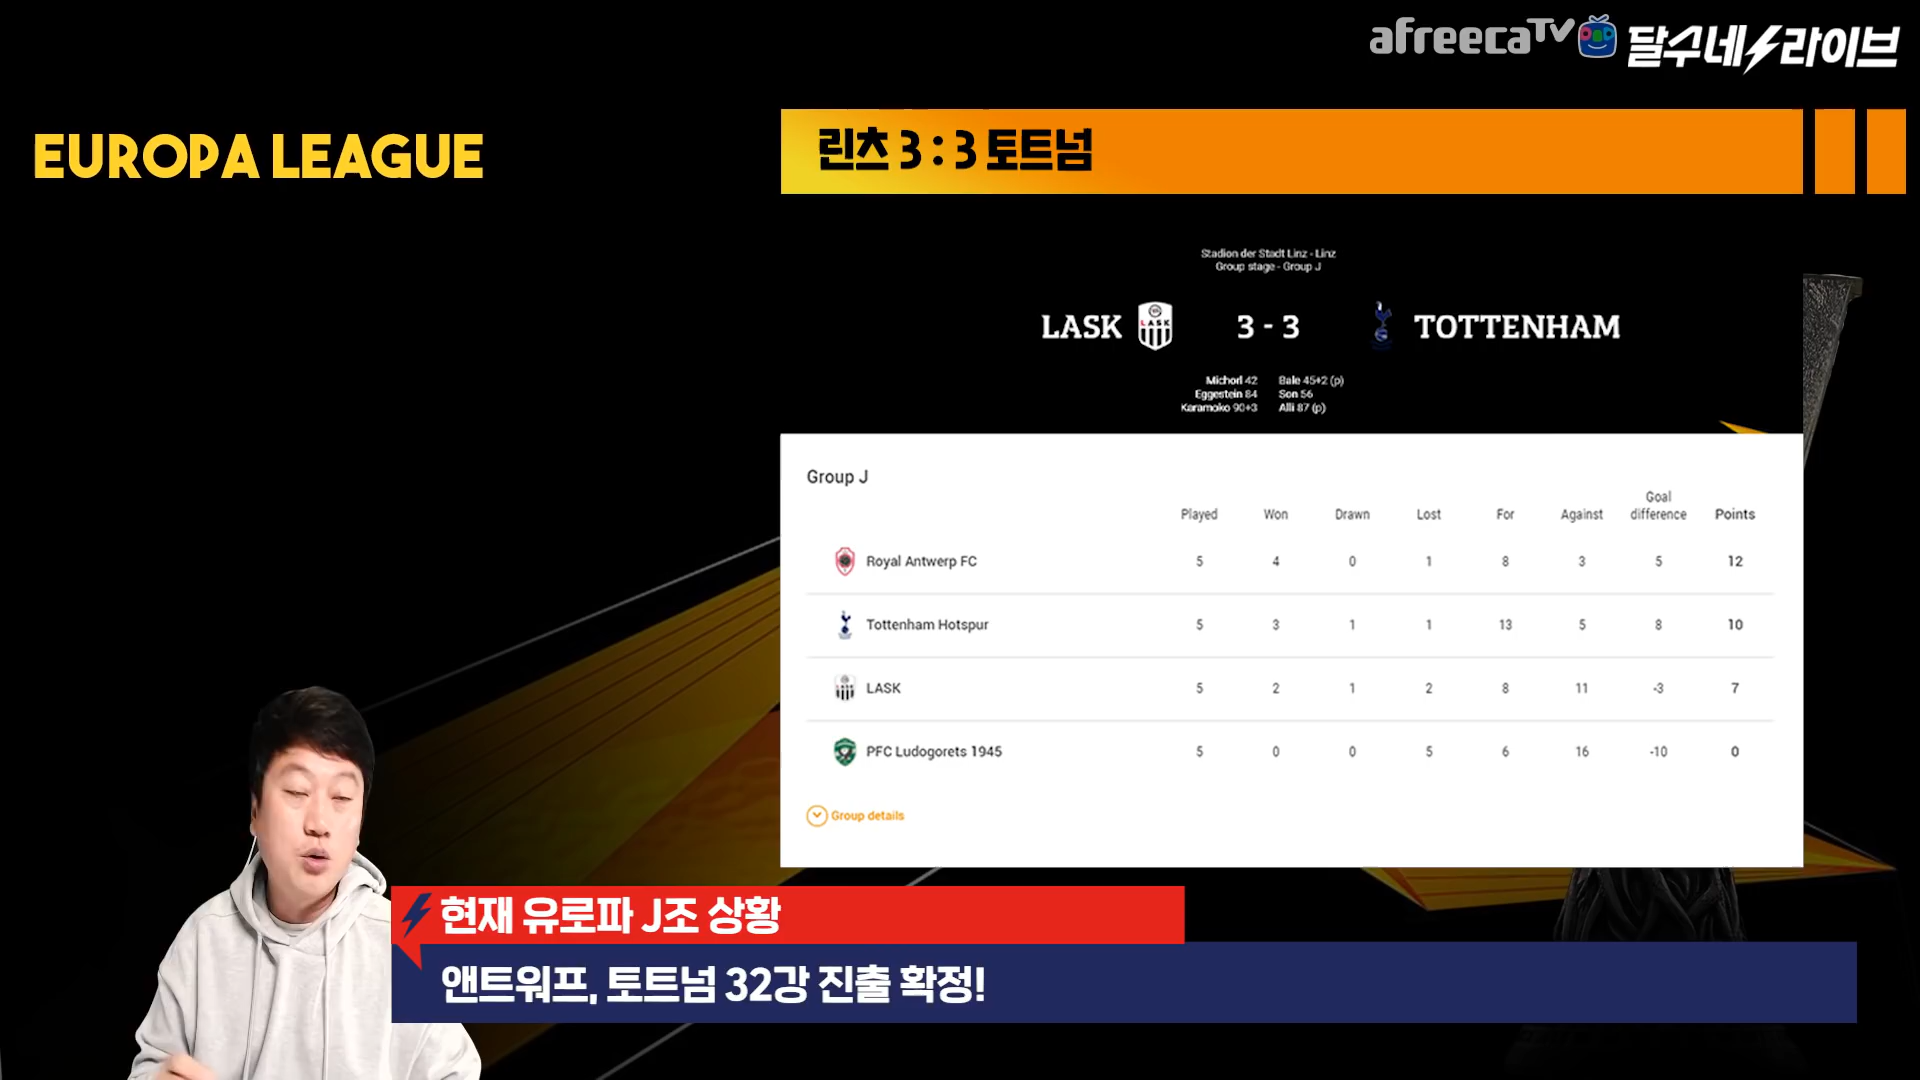 afreecaTV 달수네라이브
EUROPA LEAGUE
린츠 3 : 3 토트넘
Stadion der Stadt Linz - Linz
Group stage - Group J
LASK 3 - 3 TOTTENHAM
Michorl 42 Bale 45+2 (p)
Eggestein 84 Son 56
Karamoko 90+3 Alli 87 (p)
Group J
Played Won Drawn Lost For Against Goal difference Points
Royal Antwerp FC 5 4 0 1 8 3 5 12
Tottenham Hotspur 5 3 1 1 13 5 8 10
LASK 5 2 1 2 8 11 -3 7
PFC Ludogorets 1945 5 0 0 5 6 16 -10 0
Group details
현재 유로파 J조 상황
앤트워프, 토트넘 32강 진출 확정!